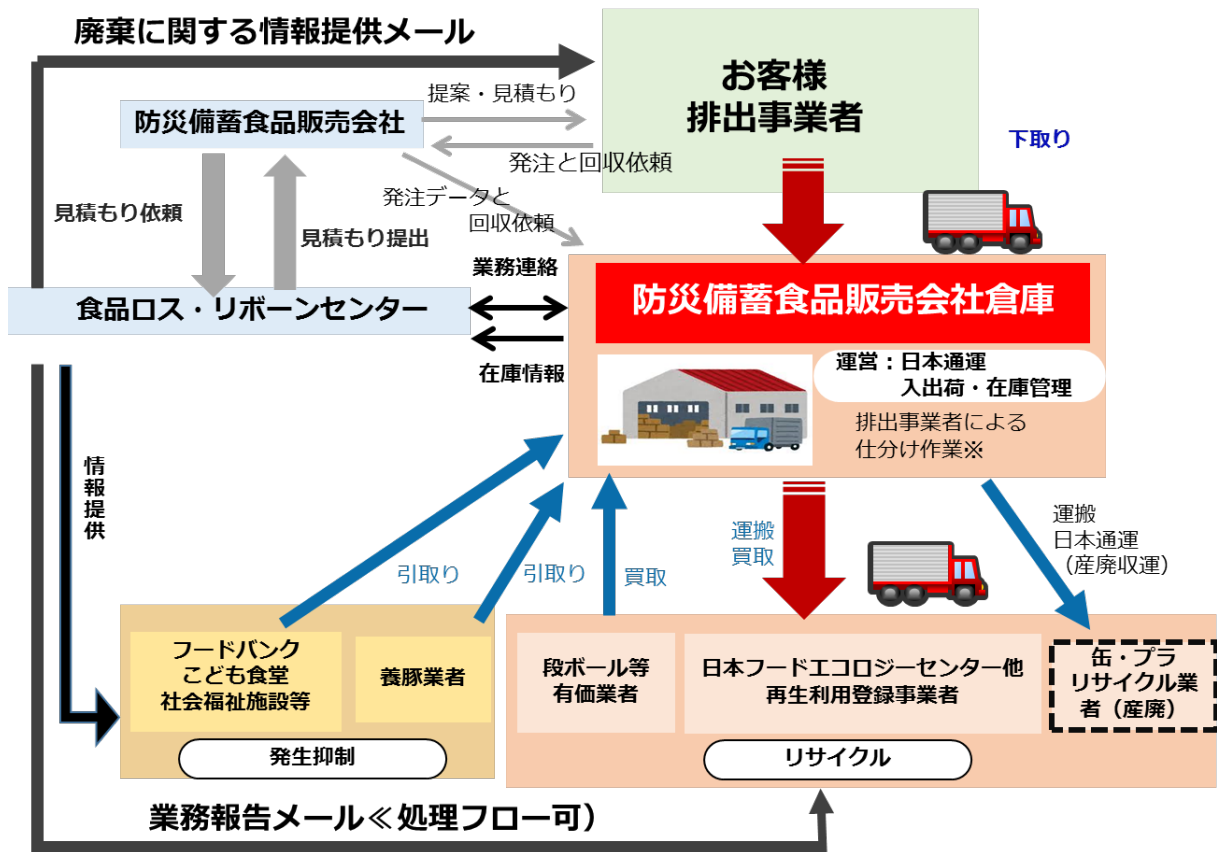 廃棄に関する情報提供メール
お客様
排出事業者
提案・見積もり
防災備蓄食品販売会社
発注と回収依頼
下取り
見積もり依頼
見積もり提出
発注データと
回収依頼
業務連絡
食品ロス・リボーンセンター
防災備蓄食品販売会社倉庫
在庫情報
運営：日本通運
入出荷・在庫管理
排出事業者による
仕分け作業※
情報提供
引取り
引取り
買取
運搬
買取
運搬
日本通運
（産廃収運）
フードバンク
こども食堂
社会福祉施設等
養豚業者
発生抑制
段ボール等
有価業者
日本フードエコロジーセンター他
再生利用登録事業者
缶・プラ
リサイクル業
者（産廃）
リサイクル
業務報告メール≪処理フロー可）